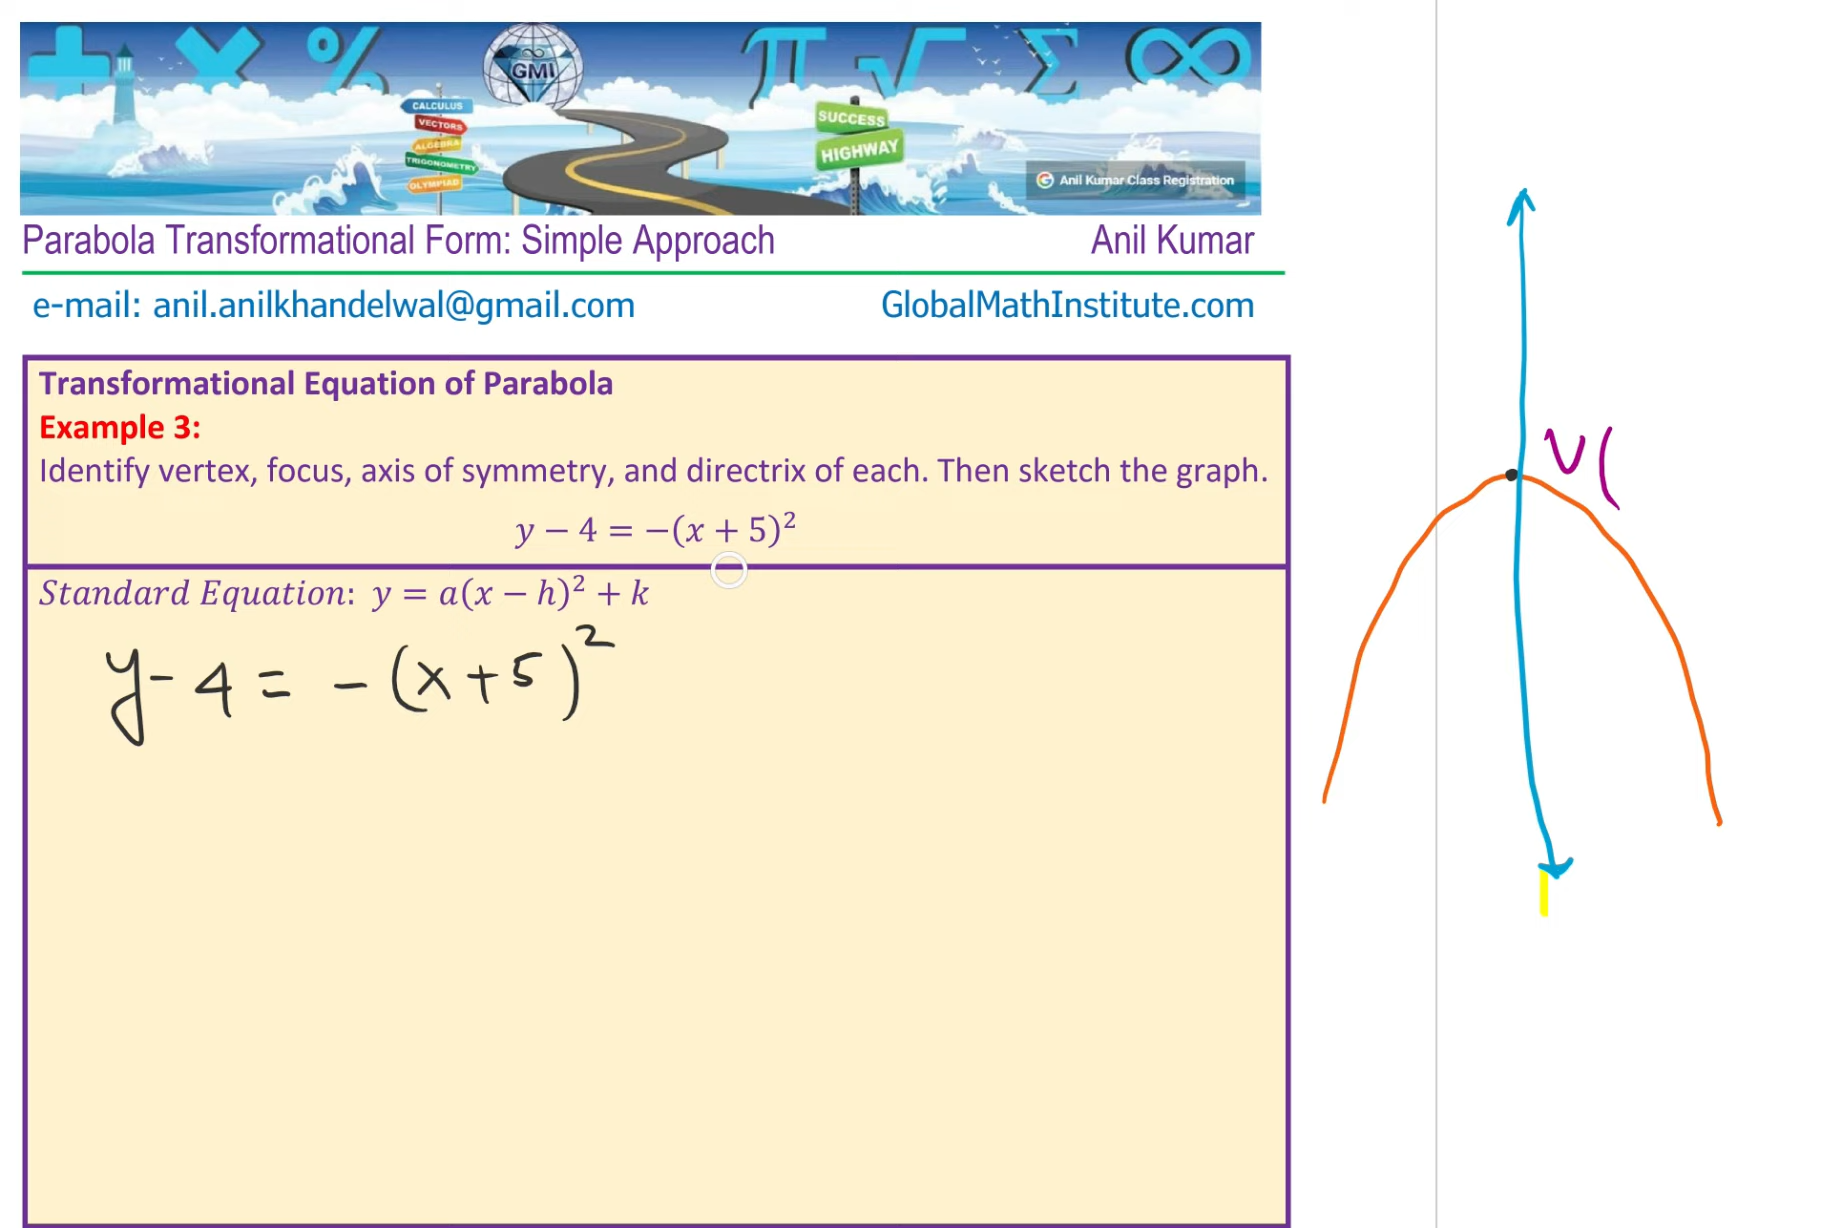 GMI
CALCULUS
VECTORS
ALGEBRA
TRIGONOMETRY
OLYMPIAD
SUCCESS
HIGHWAY
Anil Kumar Class Registration
+ × % π √ Σ ∞
Parabola Transformational Form: Simple Approach Anil Kumar
e-mail: anil.anilkhandelwal@gmail.com GlobalMathInstitute.com
Transformational Equation of Parabola
Example 3:
Identify vertex, focus, axis of symmetry, and directrix of each. Then sketch the graph.
y − 4 = −(x + 5)²
Standard Equation: y = a(x − h)² + k
y - 4 = - (x + 5)²
V(